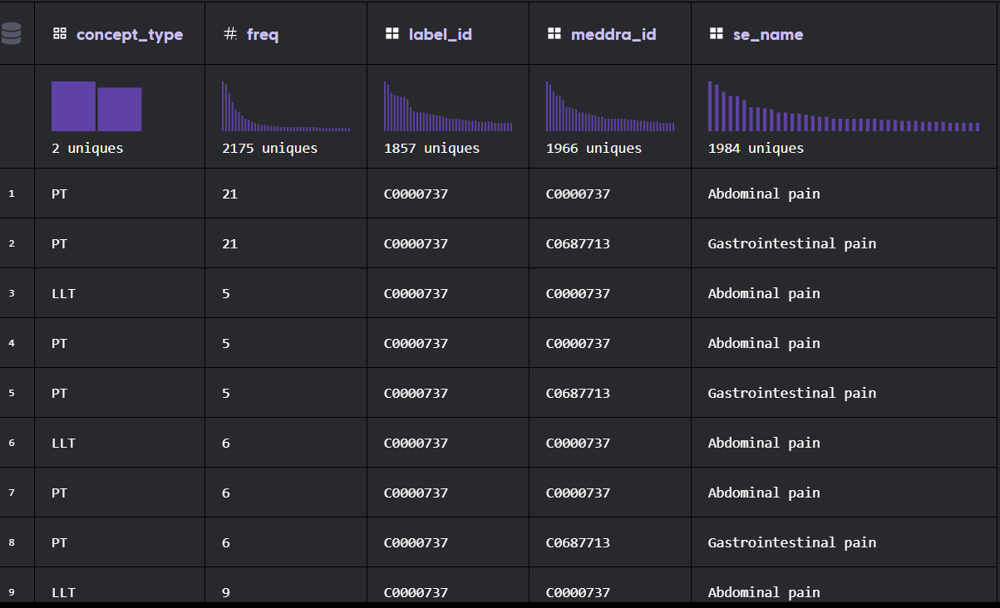 concept_type # freq label_id meddra_id se_name
2 uniques 2175 uniques 1857 uniques 1966 uniques 1984 uniques
1 PT 21 C0000737 C0000737 Abdominal pain
2 PT 21 C0000737 C0687713 Gastrointestinal pain
3 LLT 5 C0000737 C0000737 Abdominal pain
4 PT 5 C0000737 C0000737 Abdominal pain
5 PT 5 C0000737 C0687713 Gastrointestinal pain
6 LLT 6 C0000737 C0000737 Abdominal pain
7 PT 6 C0000737 C0000737 Abdominal pain
8 PT 6 C0000737 C0687713 Gastrointestinal pain
9 LLT 9 C0000737 C0000737 Abdominal pain